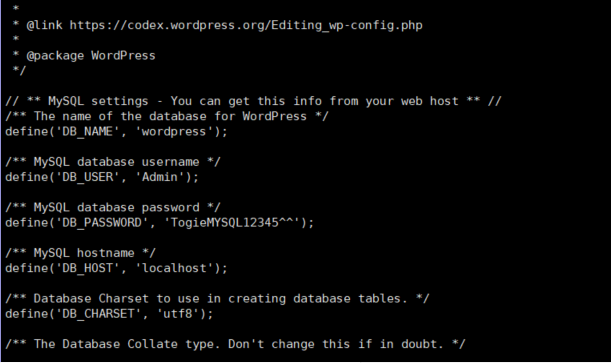 *
* @link https://codex.wordpress.org/Editing_wp-config.php
*
* @package WordPress
*/
// ** MySQL settings - You can get this info from your web host ** //
/** The name of the database for WordPress */
define('DB_NAME', 'wordpress');
/** MySQL database username */
define('DB_USER', 'Admin');
/** MySQL database password */
define('DB_PASSWORD', 'TogieMYSQL12345^^');
/** MySQL hostname */
define('DB_HOST', 'localhost');
/** Database Charset to use in creating database tables. */
define('DB_CHARSET', 'utf8');
/** The Database Collate type. Don't change this if in doubt. */